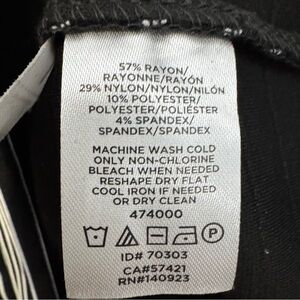 57% RAYON/
RAYONNE/RAYÓN
29% NYLON/NYLON/NILÓN
10% POLYESTER/
POLYESTER/POLIÉSTER
4% SPANDEX/
SPANDEX/SPANDEX
MACHINE WASH COLD
ONLY NON-CHLORINE
BLEACH WHEN NEEDED
RESHAPE DRY FLAT
COOL IRON IF NEEDED
OR DRY CLEAN
474000
P
ID# 70303
CA#57421
RN#140923